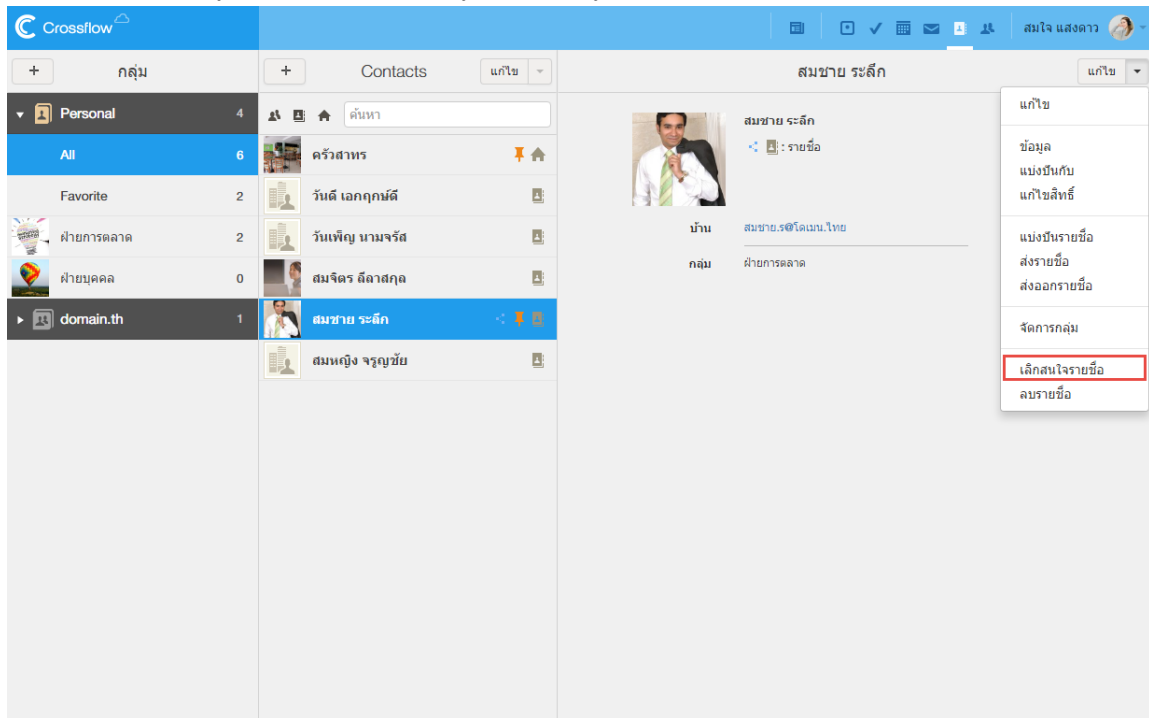 Crossflow
สมใจ แสงดาว
+ กลุ่ม
Personal 4
All 6
Favorite 2
ฝ่ายการตลาด 2
ฝ่ายบุคคล 0
domain.th 1
+ Contacts แก้ไข
ค้นหา
ครัวสาทร
วันดี เอกฤกษ์ดี
วันเพ็ญ นามจรัส
สมจิตร ลีลาสกุล
สมชาย ระลึก
สมหญิง จรูญชัย
สมชาย ระลึก แก้ไข
สมชาย ระลึก
: รายชื่อ
บ้าน สมชาย.ร@โดเมน.ไทย
กลุ่ม ฝ่ายการตลาด
แก้ไข
ข้อมูล
แบ่งปันกับ
แก้ไขสิทธิ์
แบ่งปันรายชื่อ
ส่งรายชื่อ
ส่งออกรายชื่อ
จัดการกลุ่ม
เลิกสนใจรายชื่อ
ลบรายชื่อ